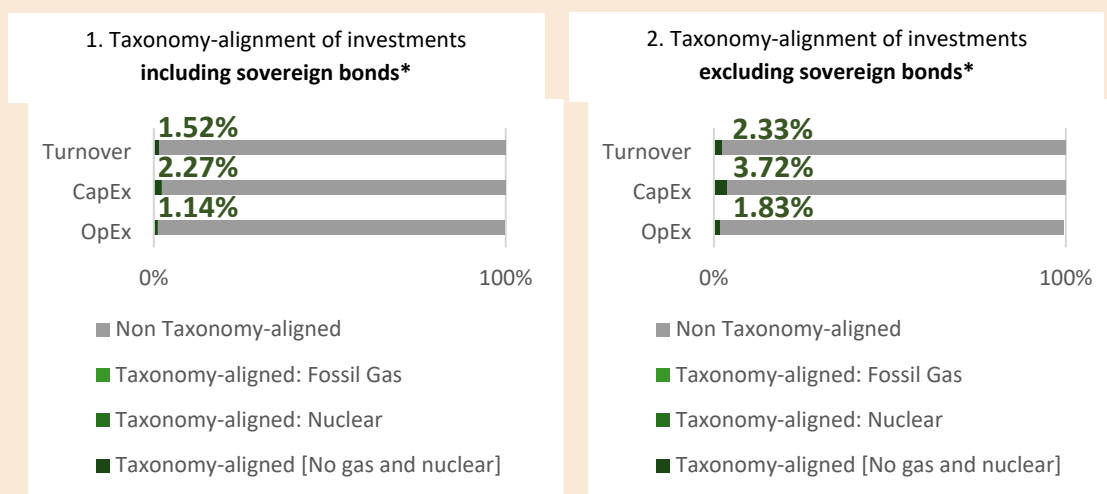 1. Taxonomy-alignment of investments
including sovereign bonds*
1.52%
Turnover
2.27%
CapEx
1.14%
OpEx
0%
100%
Non Taxonomy-aligned
Taxonomy-aligned: Fossil Gas
Taxonomy-aligned: Nuclear
Taxonomy-aligned [No gas and nuclear]
2. Taxonomy-alignment of investments
excluding sovereign bonds*
2.33%
Turnover
3.72%
CapEx
1.83%
OpEx
0%
100%
Non Taxonomy-aligned
Taxonomy-aligned: Fossil Gas
Taxonomy-aligned: Nuclear
Taxonomy-aligned [No gas and nuclear]